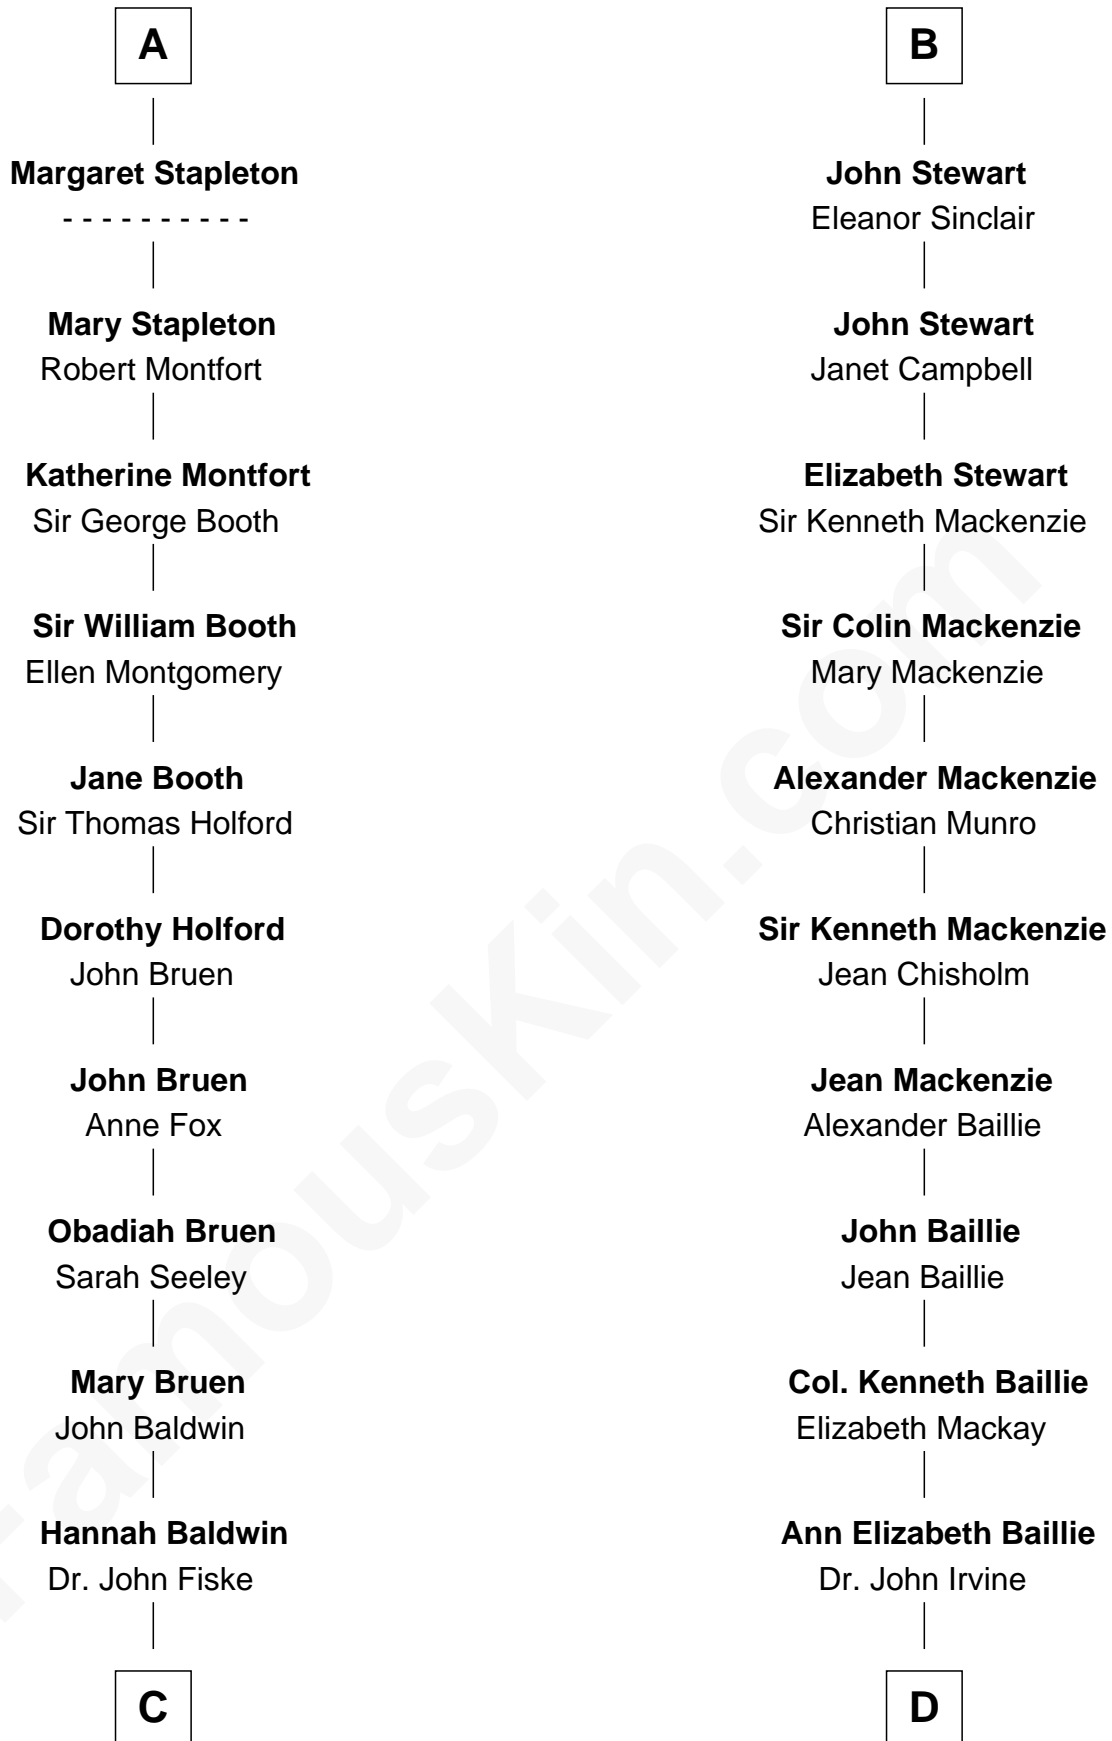 A
Margaret Stapleton
- - - - - - - - - -
Mary Stapleton
Robert Montfort
Katherine Montfort
Sir George Booth
Sir William Booth
Ellen Montgomery
Jane Booth
Sir Thomas Holford
Dorothy Holford
John Bruen
John Bruen
Anne Fox
Obadiah Bruen
Sarah Seeley
Mary Bruen
John Baldwin
Hannah Baldwin
Dr. John Fiske
C
B
John Stewart
Eleanor Sinclair
John Stewart
Janet Campbell
Elizabeth Stewart
Sir Kenneth Mackenzie
Sir Colin Mackenzie
Mary Mackenzie
Alexander Mackenzie
Christian Munro
Sir Kenneth Mackenzie
Jean Chisholm
Jean Mackenzie
Alexander Baillie
John Baillie
Jean Baillie
Col. Kenneth Baillie
Elizabeth Mackay
Ann Elizabeth Baillie
Dr. John Irvine
D
FamousKin.com